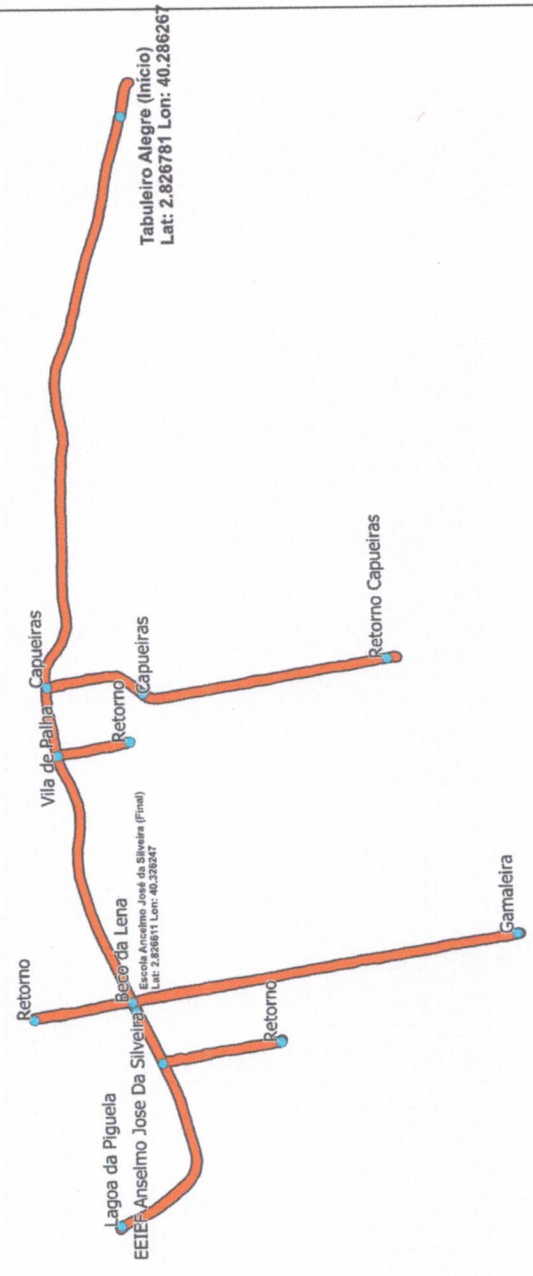 Tabuleiro Alegre (Início)
Lat: 2.826781 Lon: 40.286267
Capueiras
Capueiras
Retorno Capueiras
Vila de Palha
Retorno
Beco da Lena
Escola Ancelmo José da Silveira (Final)
Lat: 2.826611 Lon: 40.326247
Retorno
Gamaleira
EEIEF Anselmo Jose Da Silveira
Retorno
Lagoa da Piguela